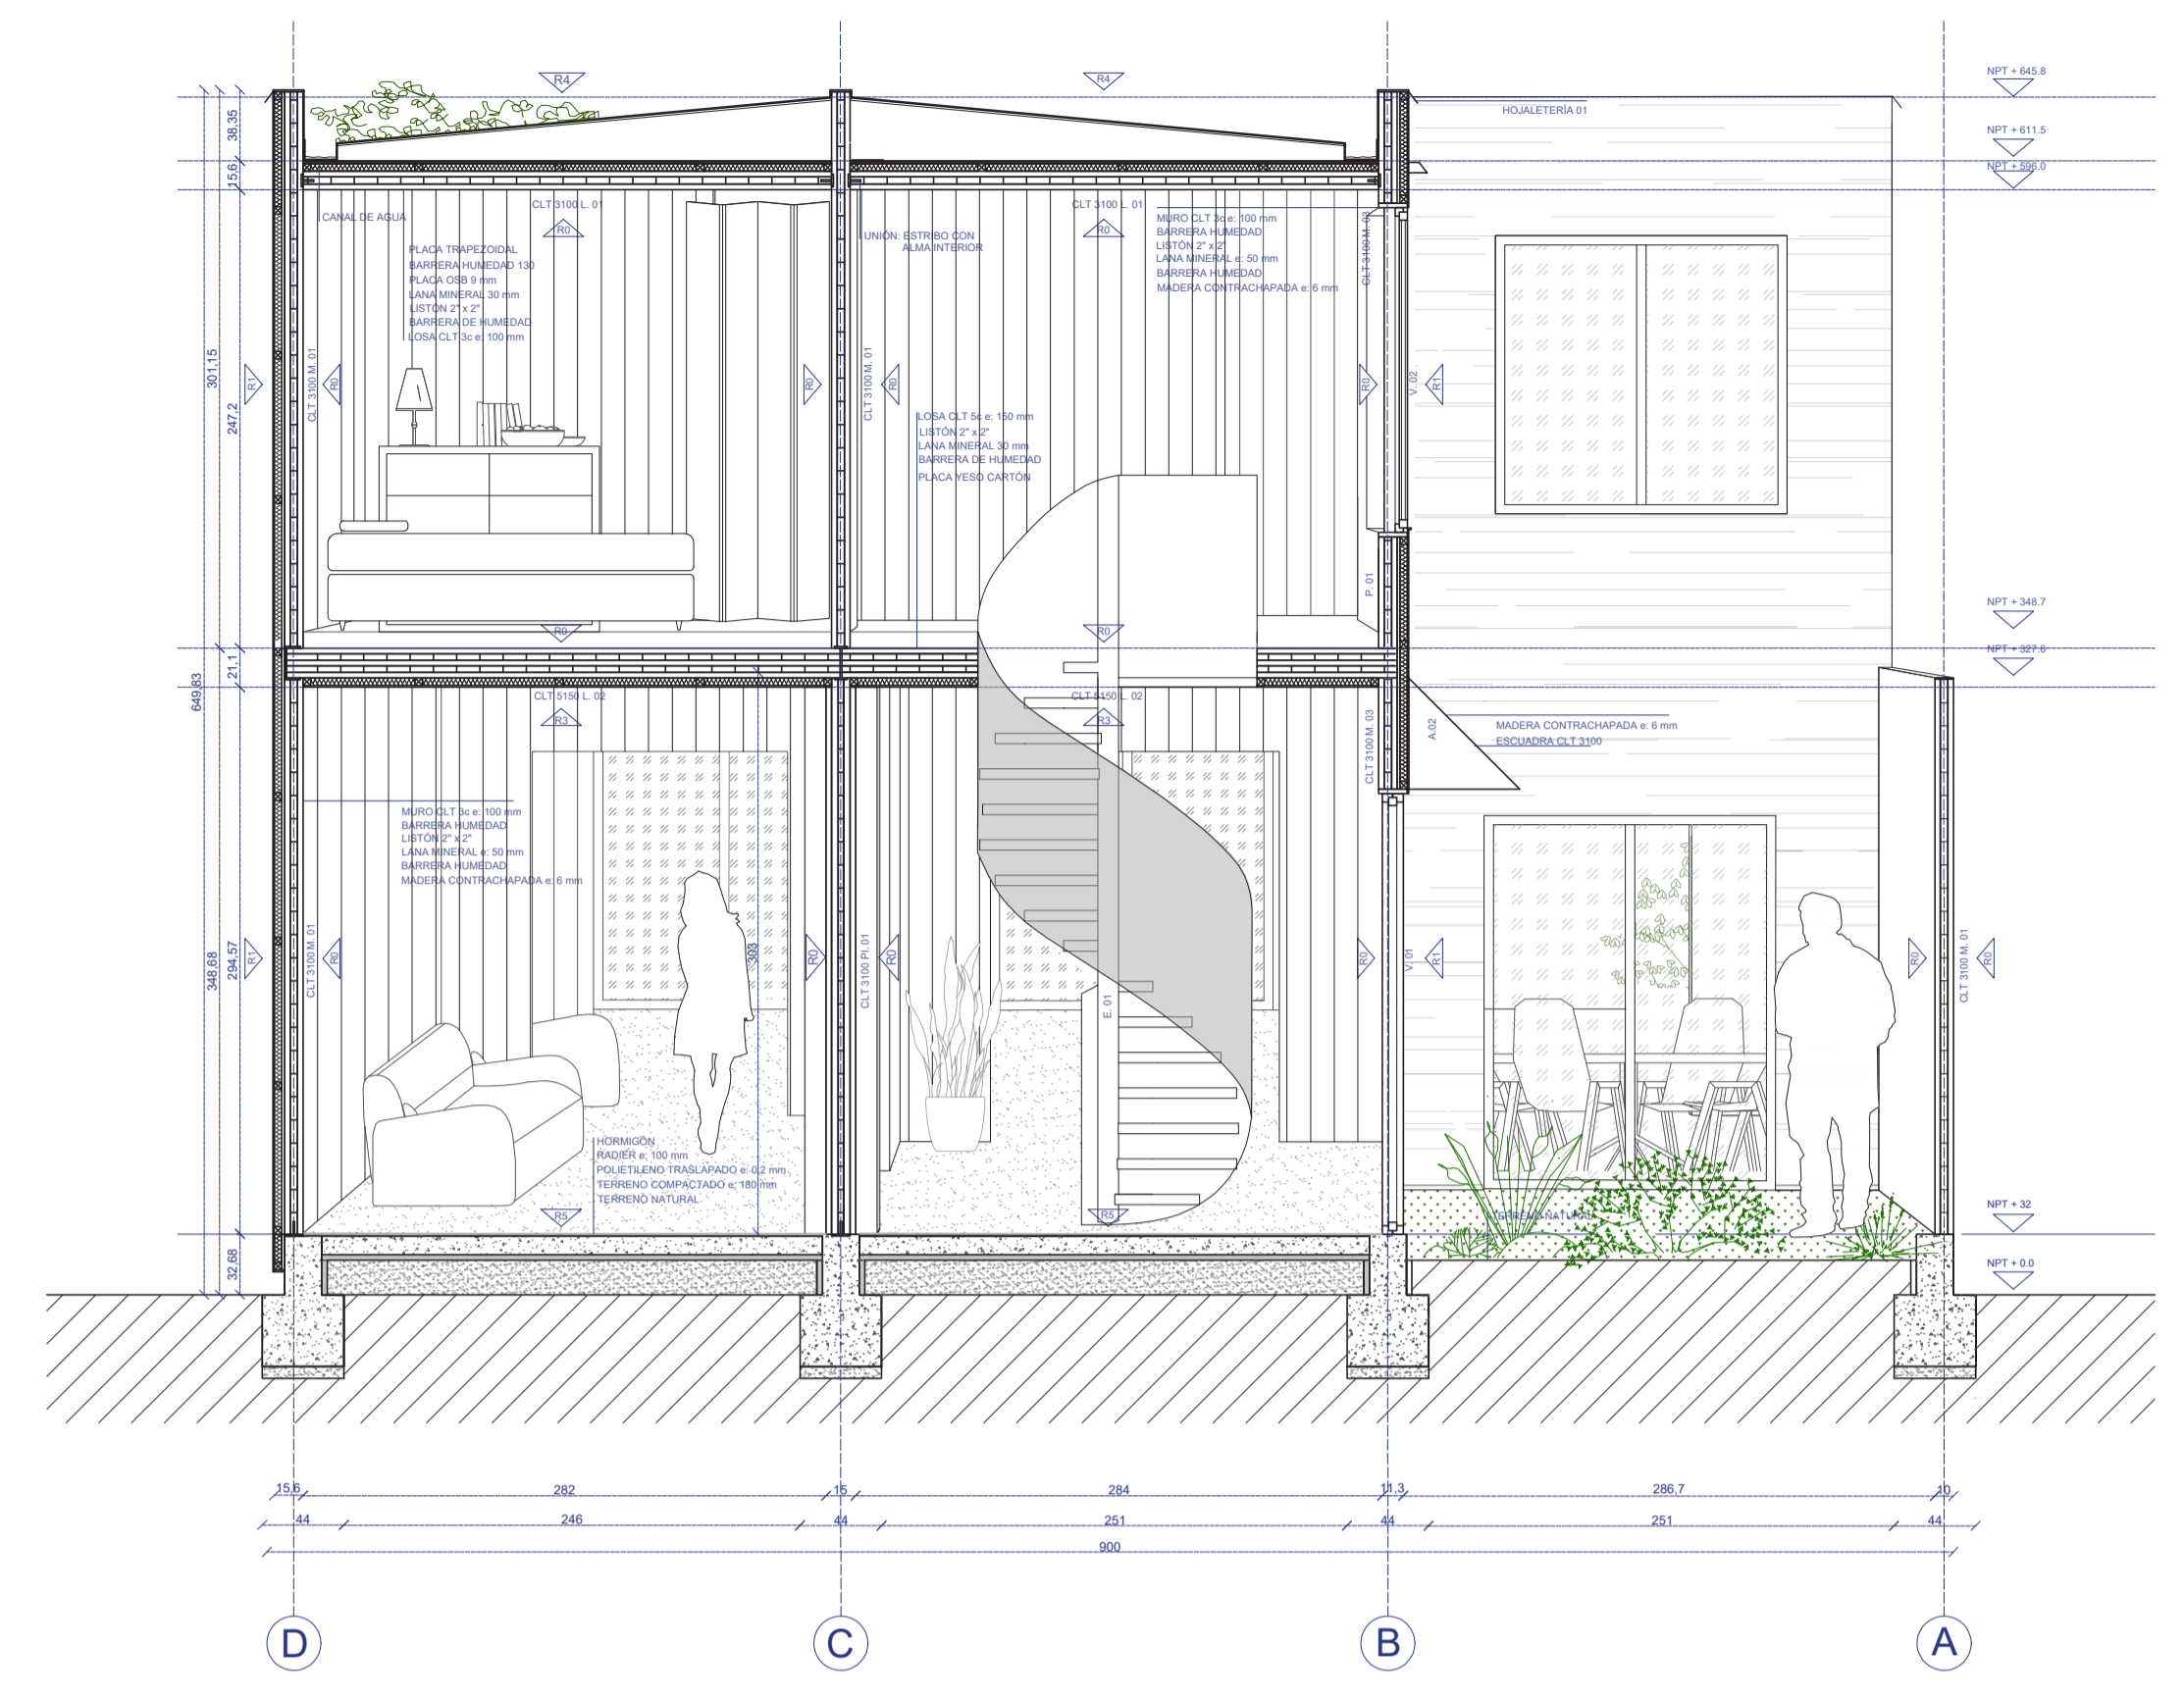 R4
R4
NPT + 645.8
HOJALETERÍA 01
38,35
NPT + 611.5
15,6
NPT + 596.0
CANAL DE AGUA
CLT 3100 L. 01
R0
PLACA TRAPEZOIDAL
BARRERA HUMEDAD 130
PLACA OSB 9 mm
LANA MINERAL 30 mm
LISTÓN 2" x 2"
BARRERA DE HUMEDAD
LOSA CLT 3c e: 100 mm
UNIÓN: ESTRIBO CON
ALMA INTERIOR
CLT 3100 L. 01
R0
MURO CLT 3c e: 100 mm
BARRERA HUMEDAD
LISTÓN 2" x 2"
LANA MINERAL e: 50 mm
BARRERA HUMEDAD
MADERA CONTRACHAPADA e: 6 mm
CLT 3100 M. 03
301,15
247,2
R1
CLT 3100 M. 01
R0
R0
CLT 3100 M. 01
R0
R0
V. 02
R1
LOSA CLT 5c e: 150 mm
LISTÓN 2" x 2"
LANA MINERAL 30 mm
BARRERA DE HUMEDAD
PLACA YESO CARTÓN
P. 01
NPT + 348.7
R0
R0
649,83
21,1
NPT + 327.6
CLT 5150 L. 02
R3
CLT 5150 L. 02
R3
CLT 3100 M. 03
A.02
MADERA CONTRACHAPADA e: 6 mm
ESCUADRA CLT 3100
MURO CLT 3c e: 100 mm
BARRERA HUMEDAD
LISTÓN 2" x 2"
LANA MINERAL e: 50 mm
BARRERA HUMEDAD
MADERA CONTRACHAPADA e: 6 mm
348,68
294,57
R1
CLT 3100 M. 01
R0
303
R0
CLT 3100 PI. 01
R0
E. 01
R0
V. 01
R1
R0
CLT 3100 M. 01
R0
HORMIGÓN
RADIER e: 100 mm
POLIETILENO TRASLAPADO e: 0,2 mm
TERRENO COMPACTADO e: 180 mm
TERRENO NATURAL
R5
R5
TERRENO NATURAL
NPT + 32
32,68
NPT + 0.0
15,6
282
15
284
11,3
286,7
10
44
246
44
251
44
251
44
900
D
C
B
A